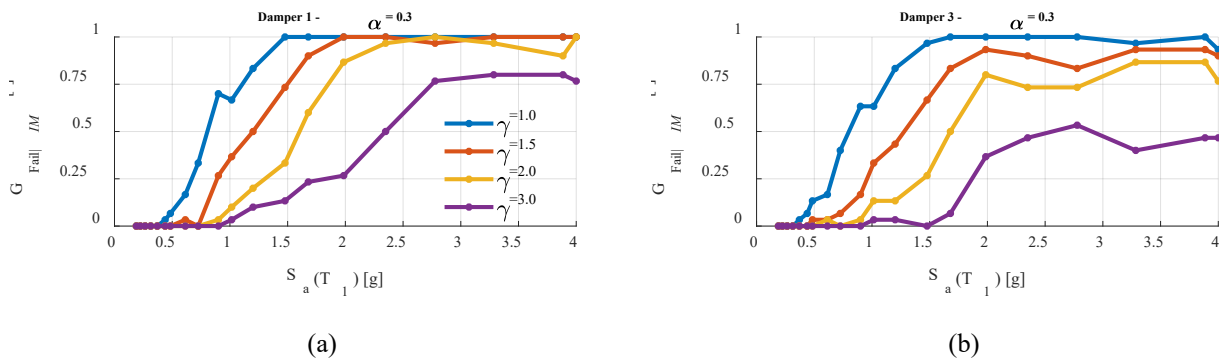 Damper 1 - α = 0.3
1
0.75
0.5
0.25
0
G Fail| IM [ ]
γ=1.0
γ=1.5
γ=2.0
γ=3.0
0 0.5 1 1.5 2 2.5 3 3.5 4
S a (T 1 ) [g]
(a)
Damper 3 - α = 0.3
1
0.75
0.5
0.25
0
G Fail| IM [ ]
0 0.5 1 1.5 2 2.5 3 3.5 4
S a (T 1 ) [g]
(b)